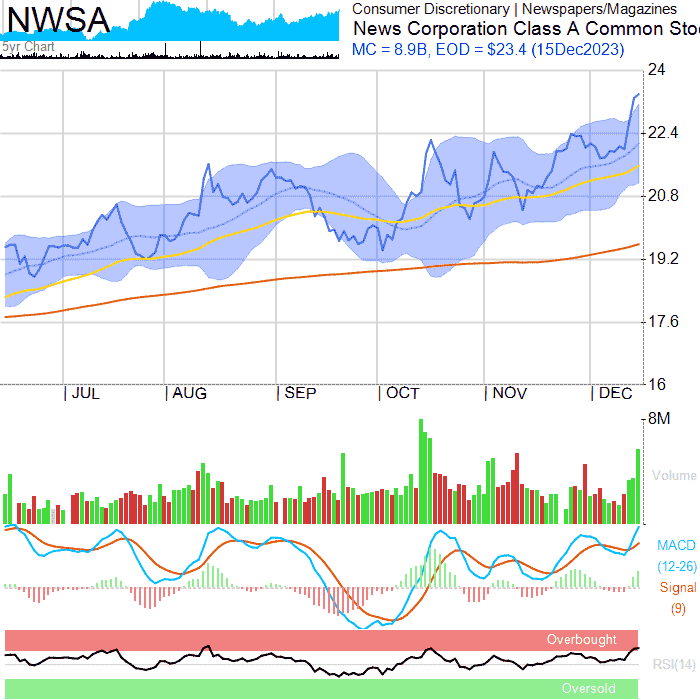 NWSA
5yr Chart
Consumer Discretionary | Newspapers/Magazines
News Corporation Class A Common Sto
MC = 8.9B, EOD = $23.4 (15Dec2023)
24
22.4
20.8
19.2
17.6
16
| JUL | AUG | SEP | OCT | NOV | DEC
8M
Volume
MACD
(12-26)
Signal
(9)
Overbought
RSI(14)
Oversold